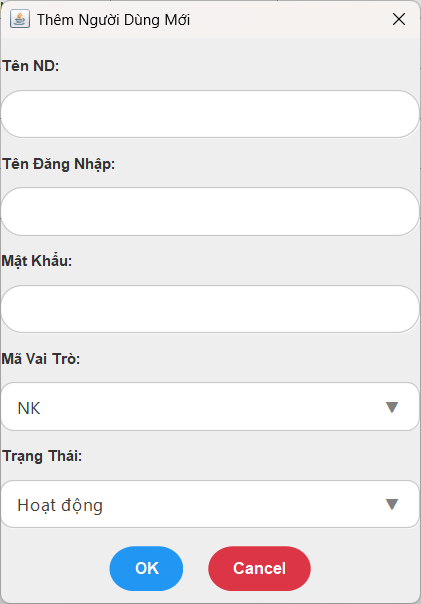 Thêm Người Dùng Mới
Tên ND:
Tên Đăng Nhập:
Mật Khẩu:
Mã Vai Trò:
NK
Trạng Thái:
Hoạt động
OK Cancel